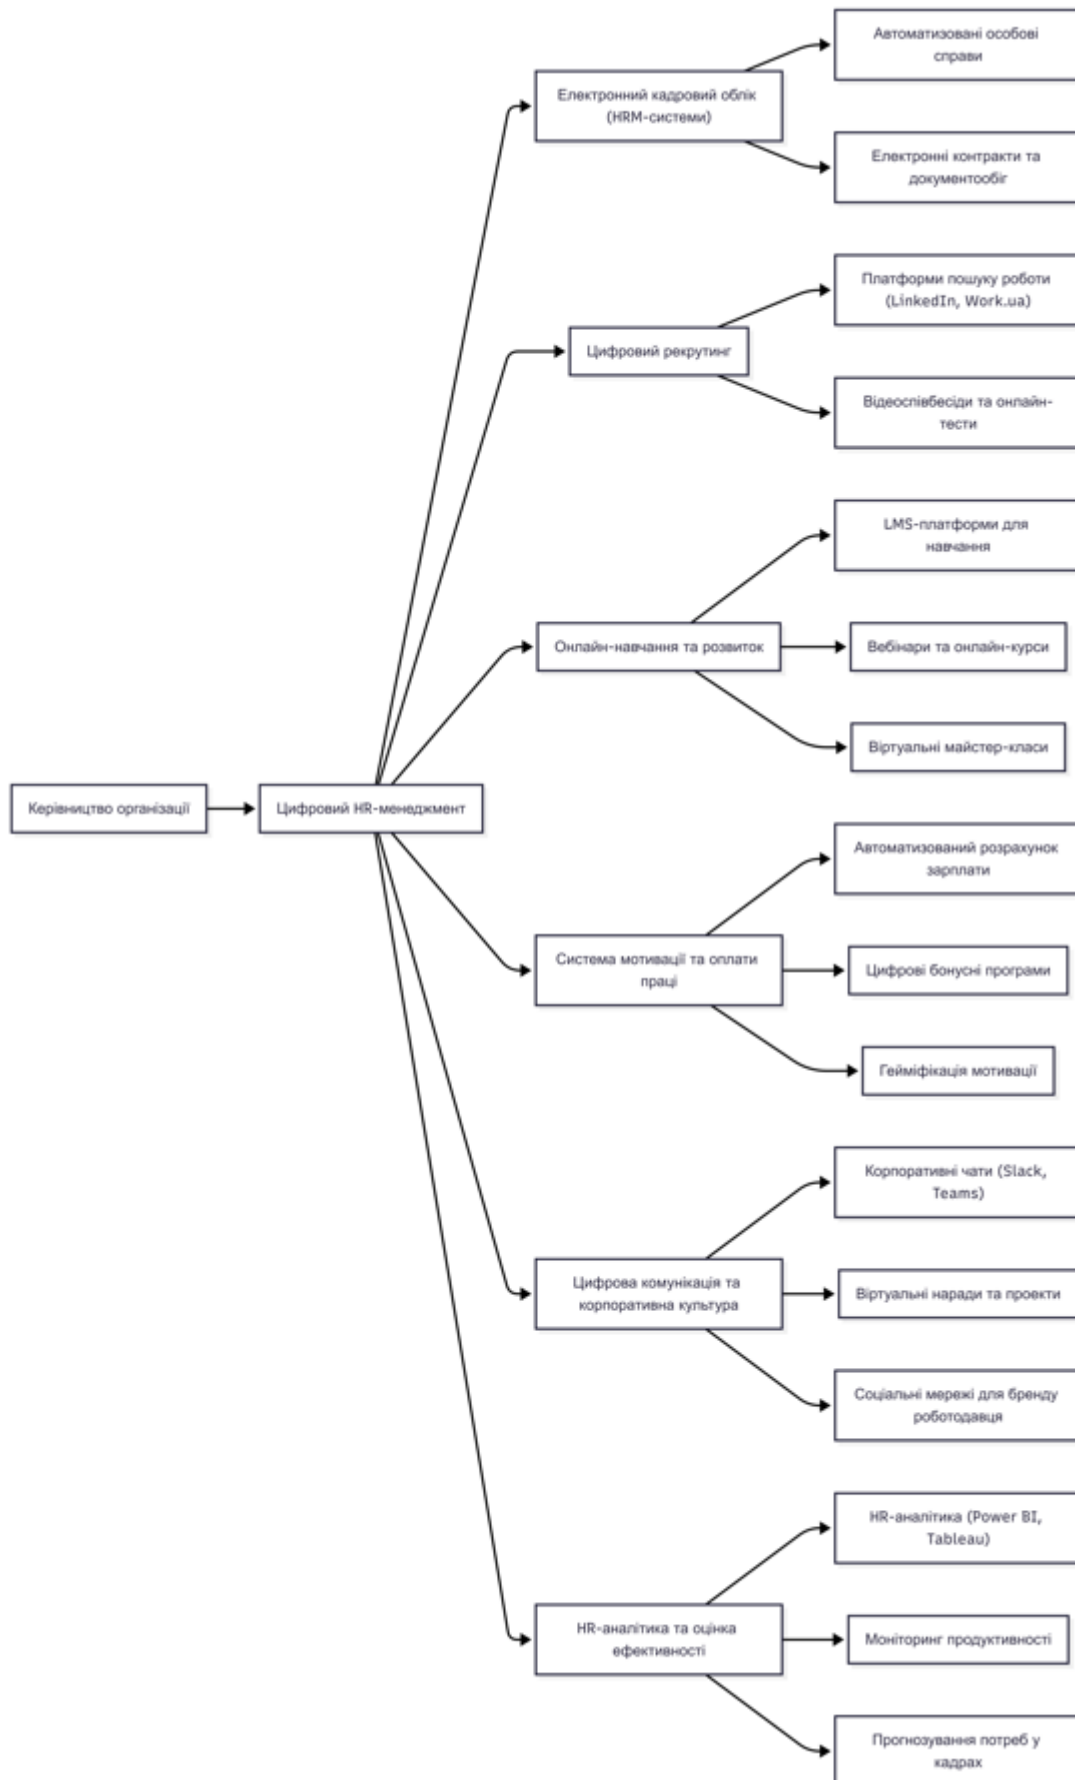 Автоматизовані особові
справи
Електронний кадровий облік
(HRM-системи)
Електронні контракти та
документообіг
Платформи пошуку роботи
(LinkedIn, Work.ua)
Цифровий рекрутинг
Відеоспівбесіди та онлайн-
тести
LMS-платформи для
навчання
Онлайн-навчання та розвиток
Вебінари та онлайн-курси
Віртуальні майстер-класи
Керівництво організації
Цифровий HR-менеджмент
Автоматизований розрахунок
зарплати
Система мотивації та оплати
праці
Цифрові бонусні програми
Гейміфікація мотивації
Корпоративні чати (Slack,
Teams)
Цифрова комунікація та
корпоративна культура
Віртуальні наради та проекти
Соціальні мережі для бренду
роботодавця
HR-аналітика (Power BI,
Tableau)
HR-аналітика та оцінка
ефективності
Моніторинг продуктивності
Прогнозування потреб у
кадрах